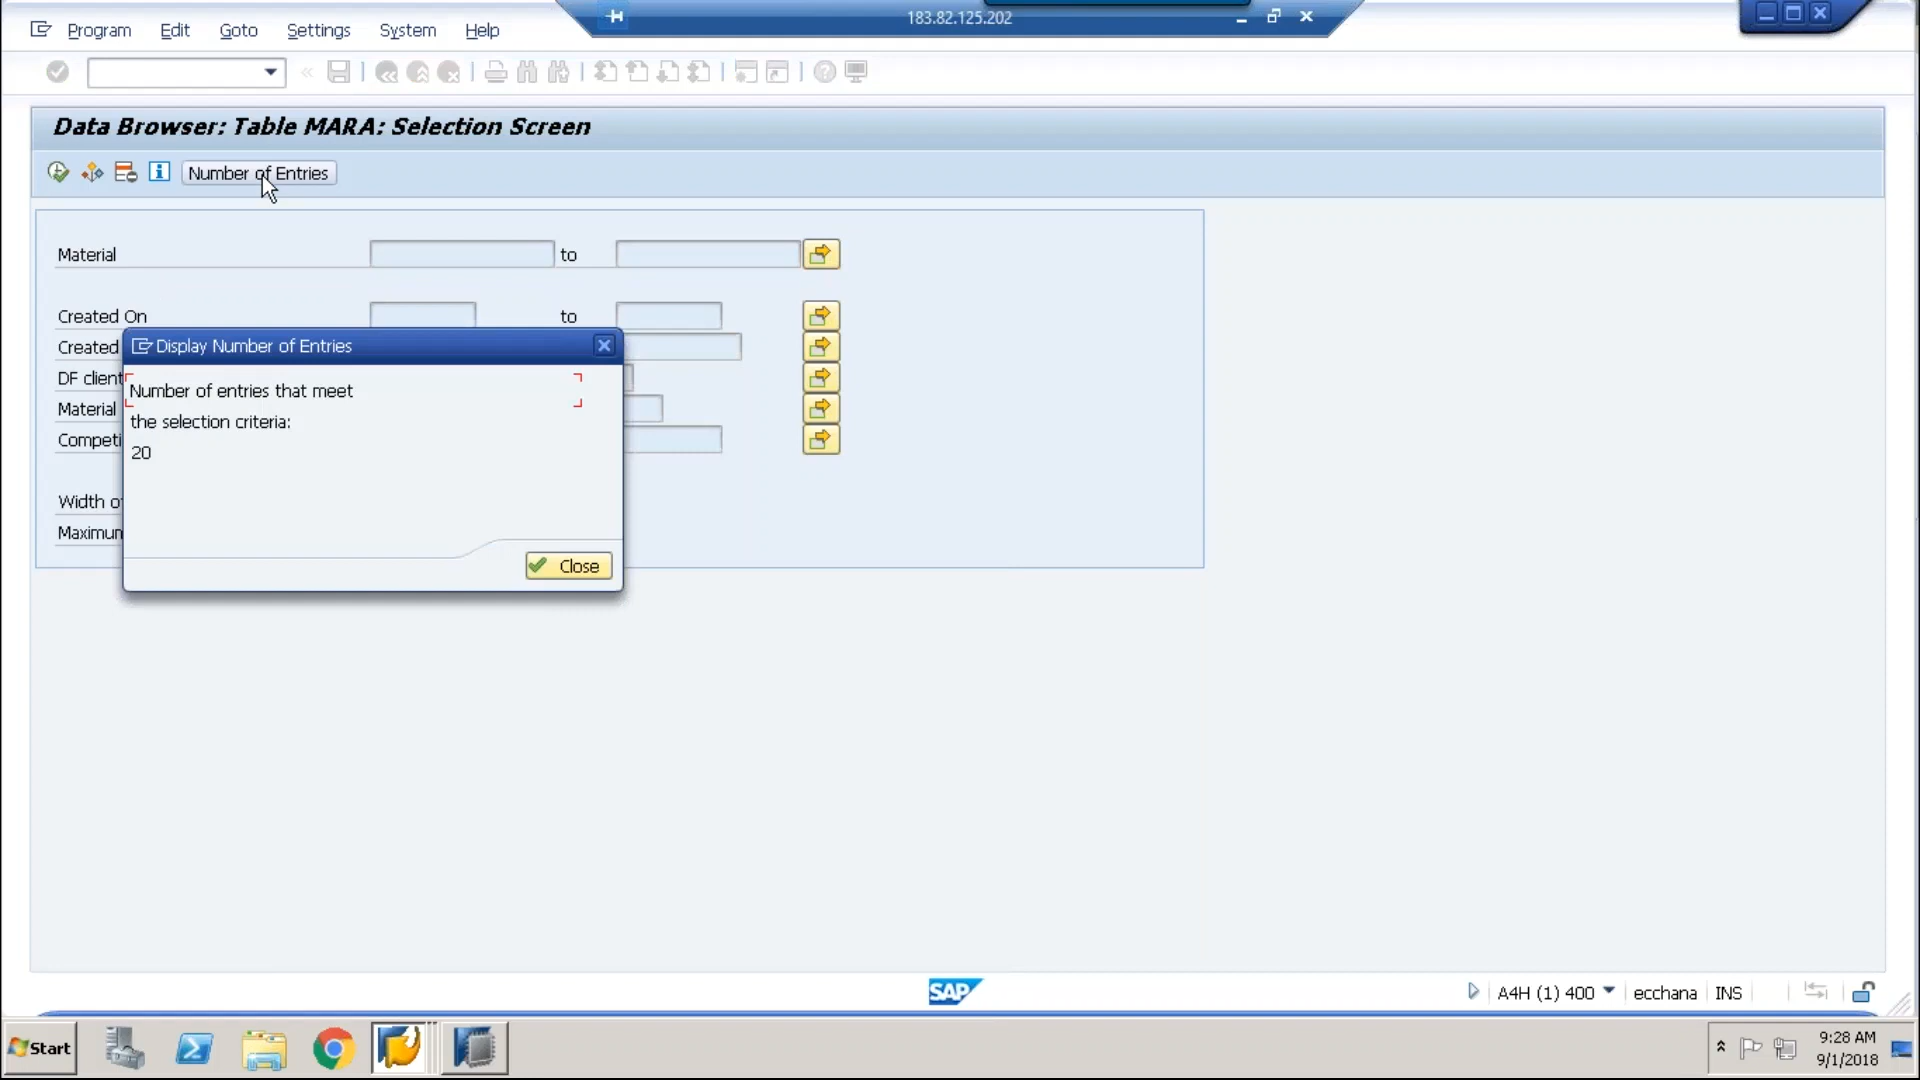 183.82.125.202
Program Edit Goto Settings System Help
Data Browser: Table MARA: Selection Screen
Number of Entries
Material to
Created On to
Created
DF client
Material
Competi
Width o
Maximun
Display Number of Entries
Number of entries that meet
the selection criteria:
20
Close
SAP
A4H (1) 400 ecchana INS
Start
9:28 AM
9/1/2018